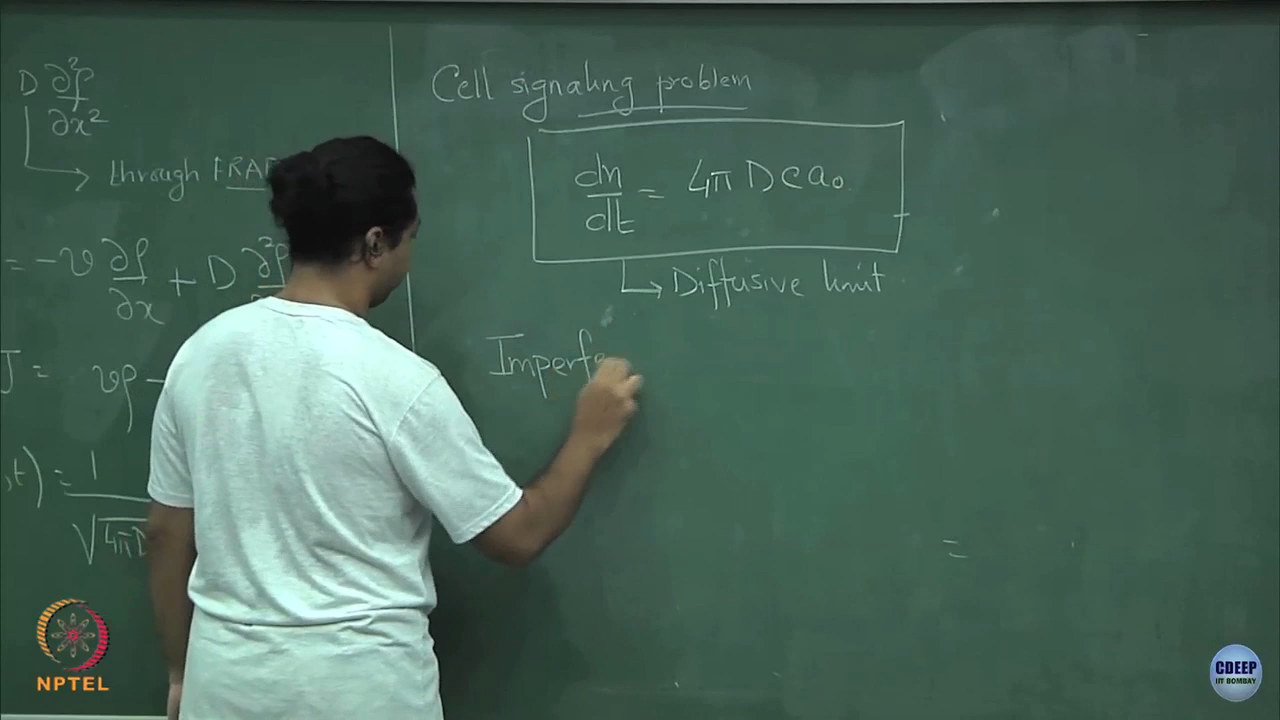 D ∂²ρ/∂x²
through FRAP
= -v ∂ρ/∂x + D ∂²ρ
J = vρ -
,t) = 1/√4πD
Cell signaling problem
dn/dt = 4π D c a₀
Diffusive limit
Imperfe
=
NPTEL
CDEEP
IIT BOMBAY